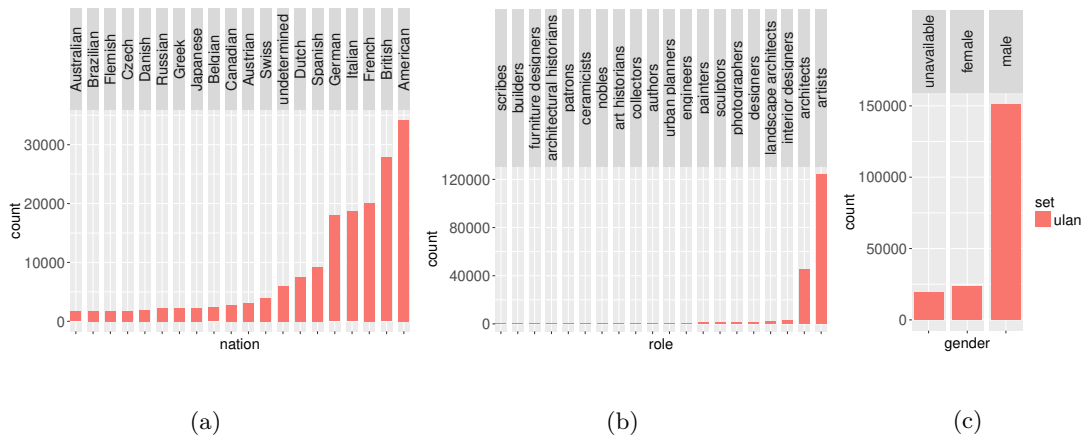 Australian
Brazilian
Flemish
Czech
Danish
Russian
Greek
Japanese
Belgian
Canadian
Austrian
Swiss
undetermined
Dutch
Spanish
German
Italian
French
British
American
30000
20000
10000
0
count
nation
scribes
builders
furniture designers
architectural historians
patrons
ceramicists
nobles
art historians
collectors
authors
urban planners
engineers
painters
sculptors
photographers
designers
landscape architects
interior designers
architects
artists
120000
80000
40000
0
count
role
unavailable
female
male
150000
100000
50000
0
count
gender
set
ulan
(a)
(b)
(c)